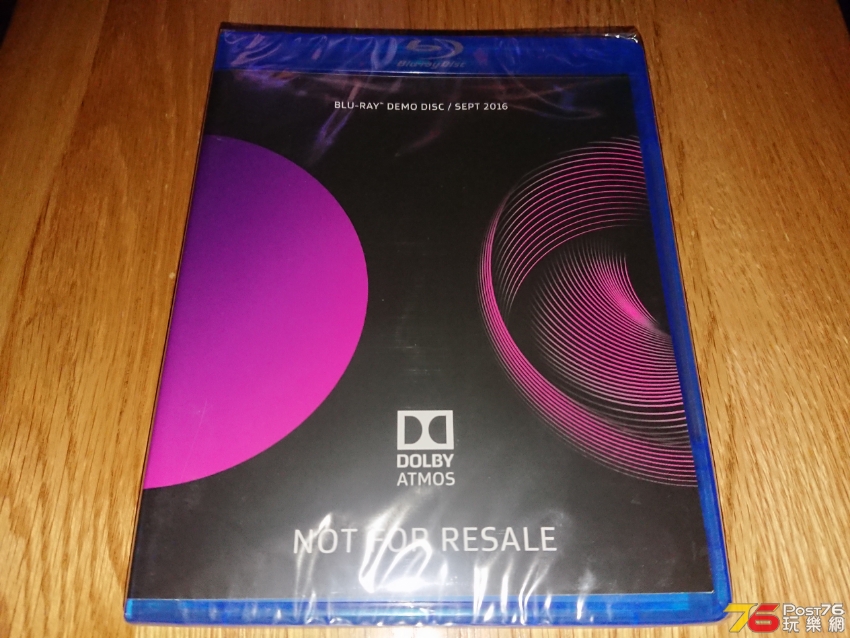 Blu-ray Disc
BLU-RAY™ DEMO DISC / SEPT 2016
DOLBY
ATMOS
NOT FOR RESALE
76 Post76
玩樂網